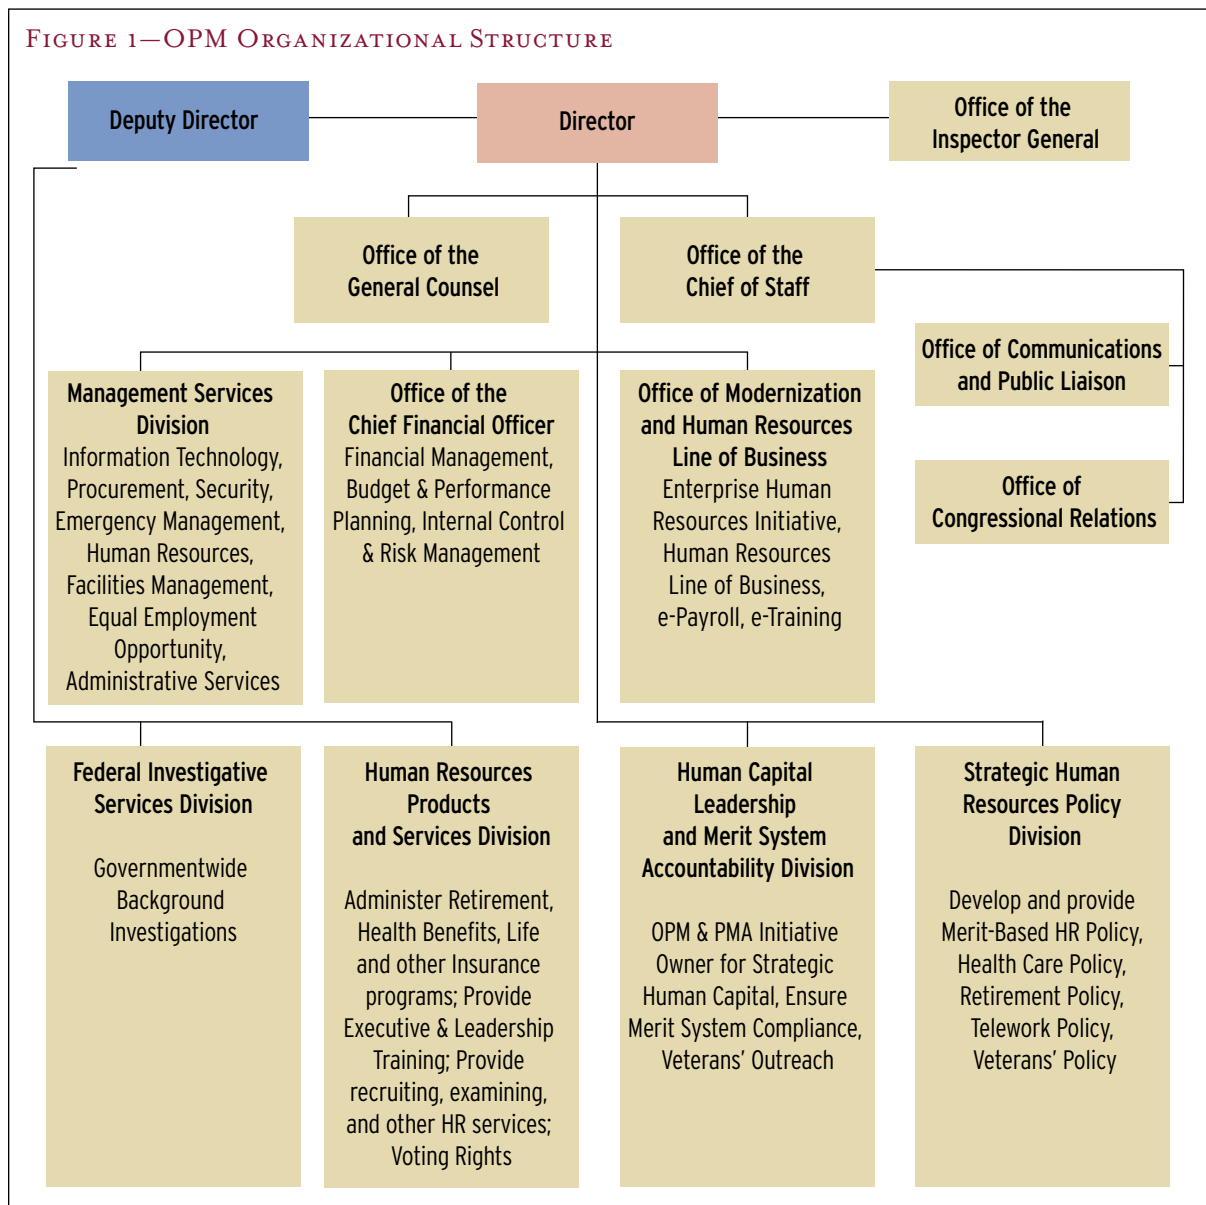 Figure 1—OPM Organizational Structure
Deputy Director
Director
Office of the
Inspector General
Office of the
General Counsel
Office of the
Chief of Staff
Office of Communications
and Public Liaison
Office of
Congressional Relations
Management Services
Division
Information Technology,
Procurement, Security,
Emergency Management,
Human Resources,
Facilities Management,
Equal Employment
Opportunity,
Administrative Services
Office of the
Chief Financial Officer
Financial Management,
Budget & Performance
Planning, Internal Control
& Risk Management
Office of Modernization
and Human Resources
Line of Business
Enterprise Human
Resources Initiative,
Human Resources
Line of Business,
e-Payroll, e-Training
Federal Investigative
Services Division
Governmentwide
Background
Investigations
Human Resources
Products
and Services Division
Administer Retirement,
Health Benefits, Life
and other Insurance
programs; Provide
Executive & Leadership
Training; Provide
recruiting, examining,
and other HR services;
Voting Rights
Human Capital
Leadership
and Merit System
Accountability Division
OPM & PMA Initiative
Owner for Strategic
Human Capital, Ensure
Merit System Compliance,
Veterans’ Outreach
Strategic Human
Resources Policy
Division
Develop and provide
Merit-Based HR Policy,
Health Care Policy,
Retirement Policy,
Telework Policy,
Veterans’ Policy